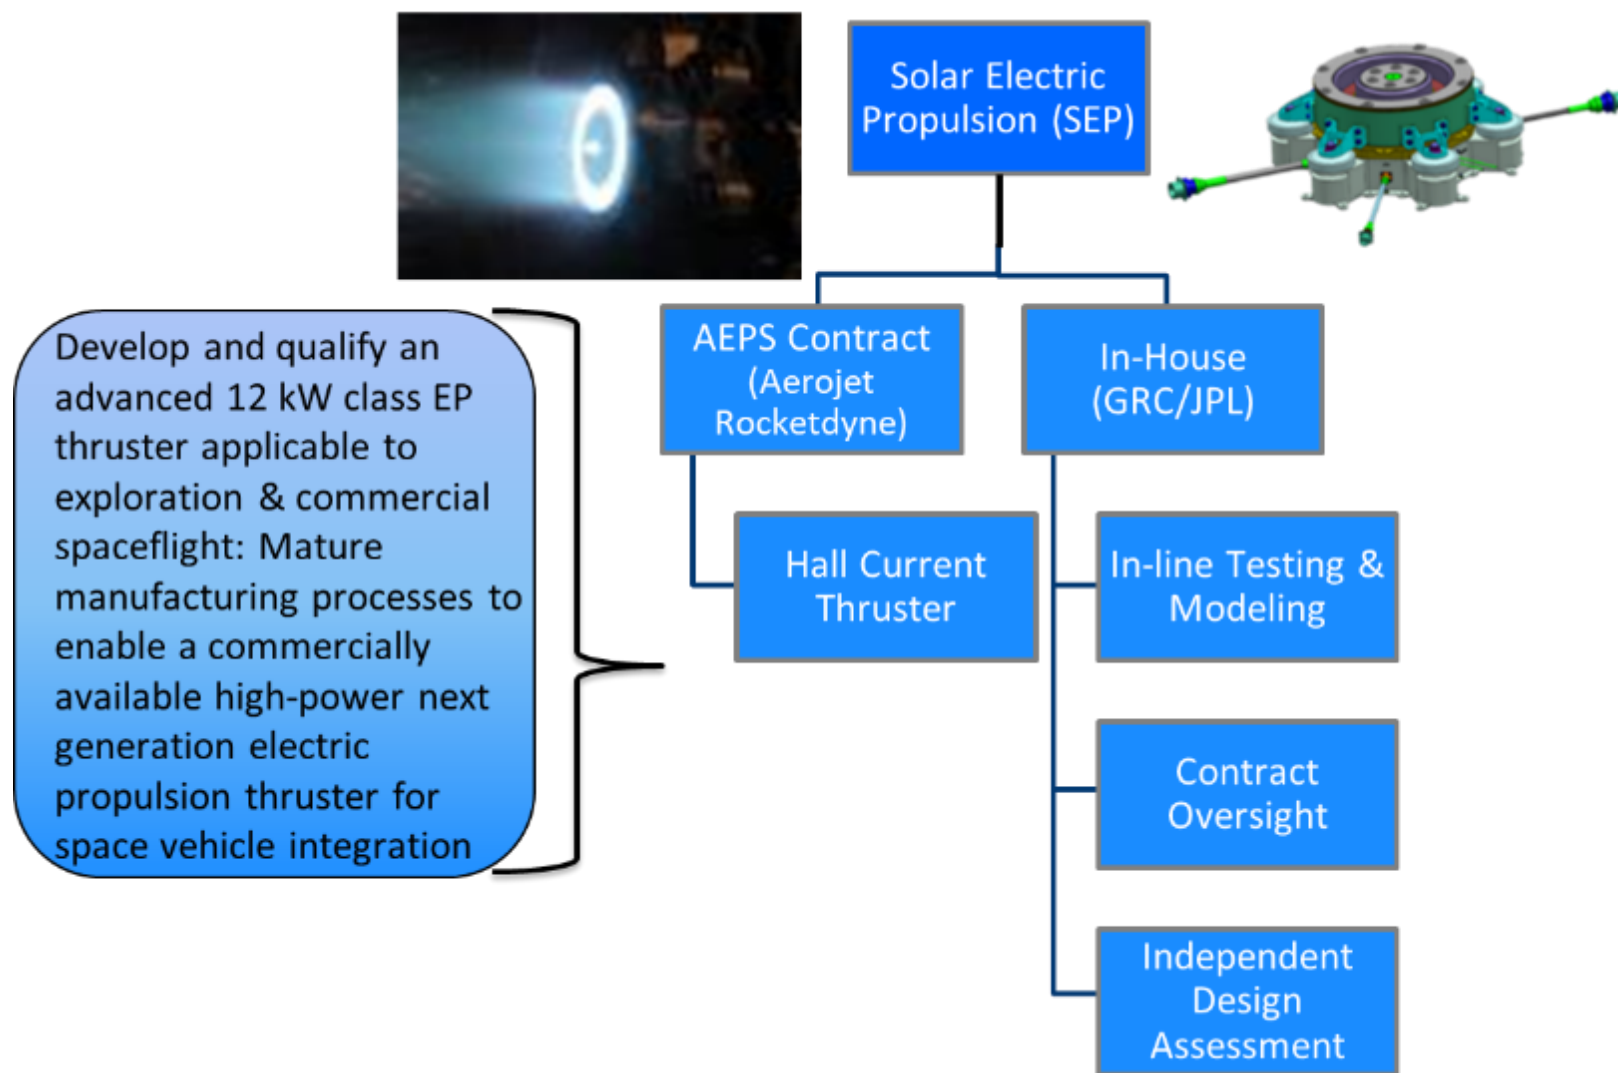 Solar Electric
Propulsion (SEP)
AEPS Contract
(Aerojet
Rocketdyne)
In-House
(GRC/JPL)
Develop and qualify an
advanced 12 kW class EP
thruster applicable to
exploration & commercial
spaceflight: Mature
manufacturing processes to
enable a commercially
available high-power next
generation electric
propulsion thruster for
space vehicle integration
Hall Current
Thruster
In-line Testing &
Modeling
Contract
Oversight
Independent
Design
Assessment